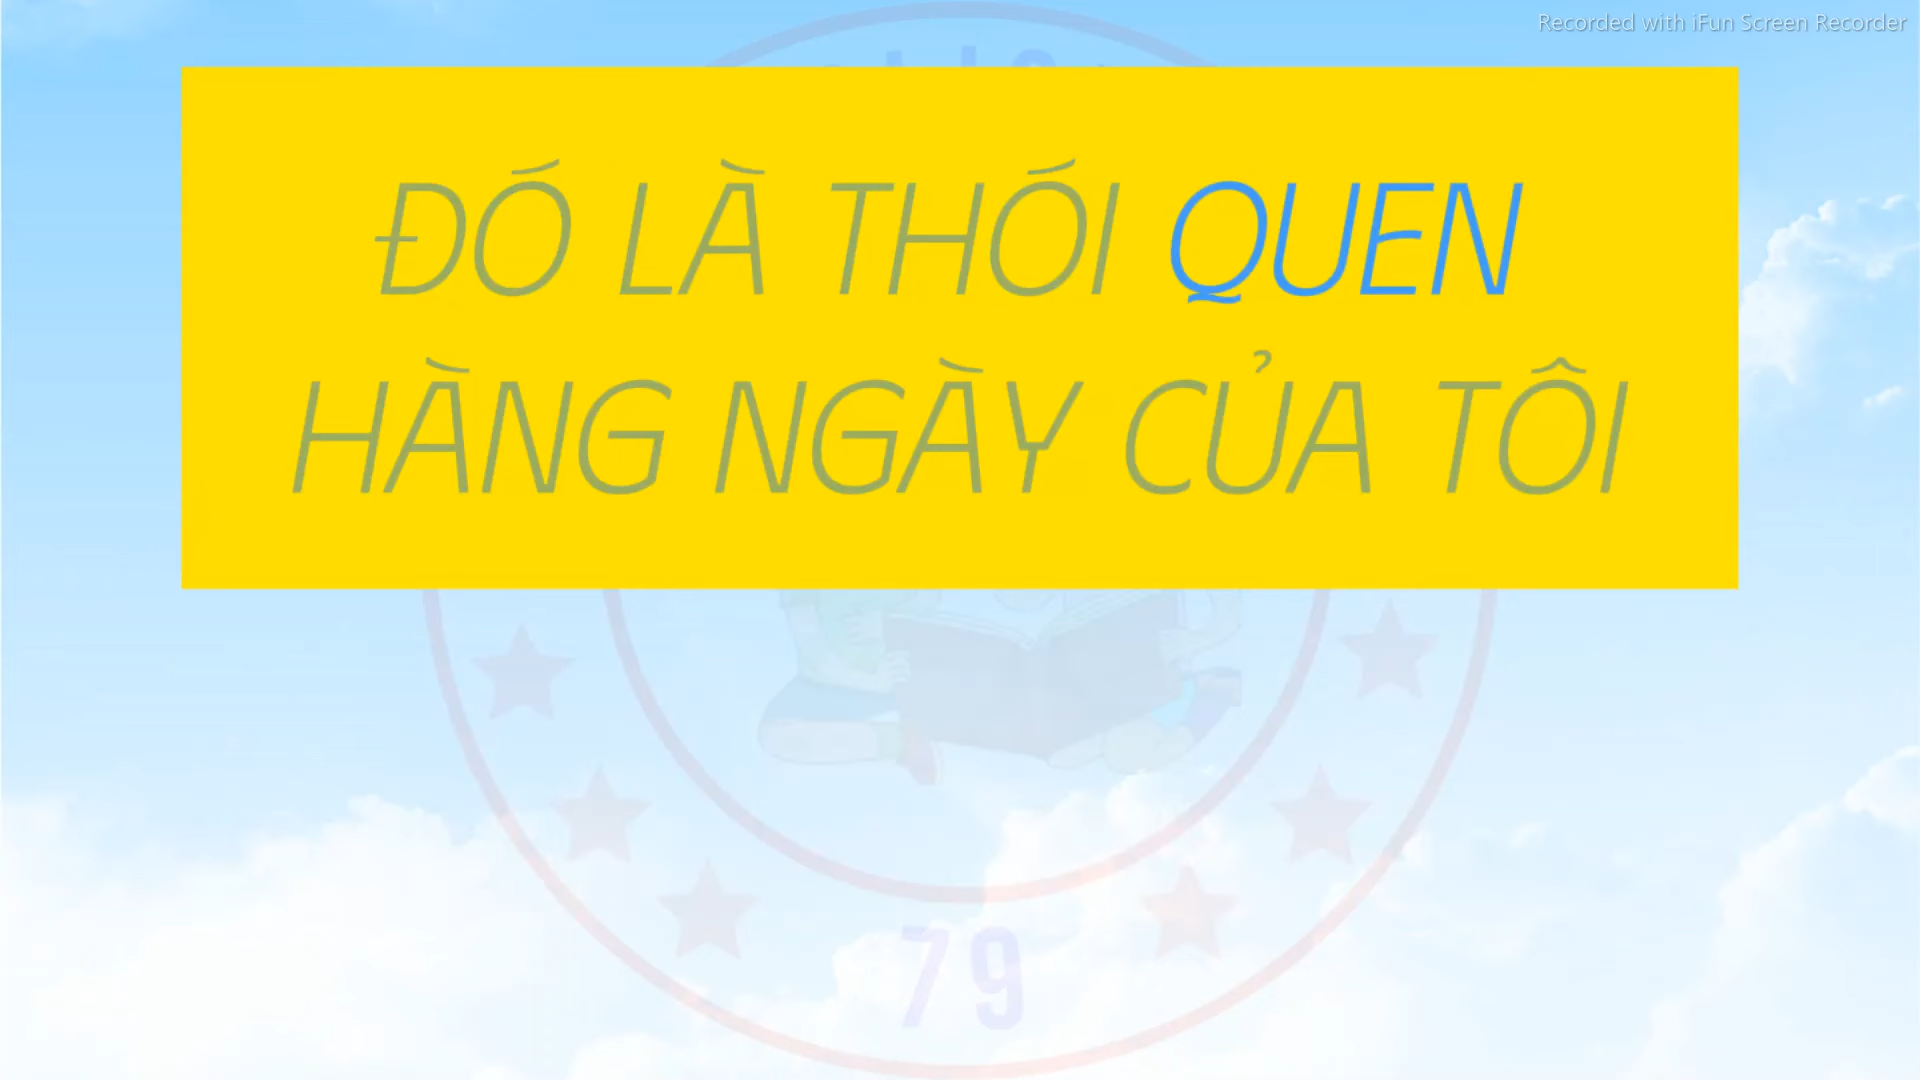 Recorded with iFun Screen Recorder
ĐÓ LÀ THÓI QUEN
HÀNG NGÀY CỦA TÔI
79